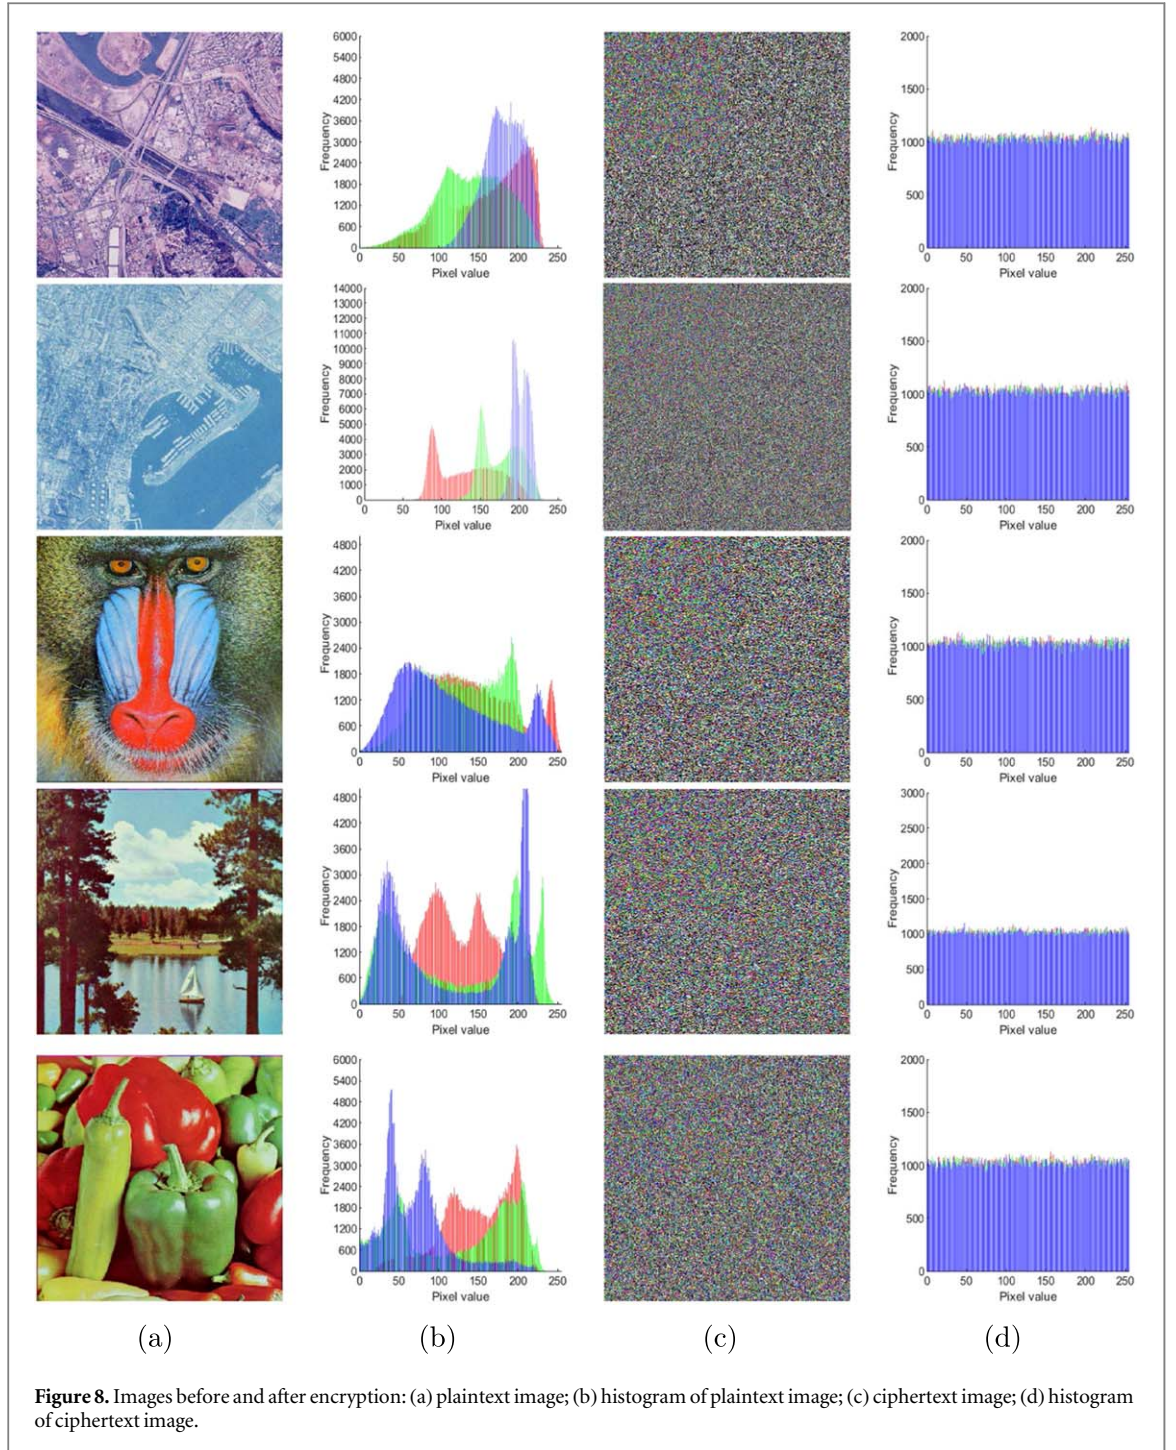 6000
5400
4800
4200
3600
3000
2400
1800
1200
600
0
Frequency
0 50 100 150 200 250
Pixel value
2000
1500
1000
500
0
Frequency
0 50 100 150 200 250
Pixel value
14000
13000
12000
11000
10000
9000
8000
7000
6000
5000
4000
3000
2000
1000
0
Frequency
0 50 100 150 200 250
Pixel value
2000
1500
1000
500
0
Frequency
0 50 100 150 200 250
Pixel value
4800
4200
3600
3000
2400
1800
1200
600
0
Frequency
0 50 100 150 200 250
Pixel value
2000
1500
1000
500
0
Frequency
0 50 100 150 200 250
Pixel value
4800
4200
3600
3000
2400
1800
1200
600
0
Frequency
0 50 100 150 200 250
Pixel value
3000
2500
2000
1500
1000
500
0
Frequency
0 50 100 150 200 250
Pixel value
6000
5400
4800
4200
3600
3000
2400
1800
1200
600
0
Frequency
0 50 100 150 200 250
Pixel value
2000
1500
1000
500
0
Frequency
0 50 100 150 200 250
Pixel value
(a) (b) (c) (d)
Figure 8. Images before and after encryption: (a) plaintext image; (b) histogram of plaintext image; (c) ciphertext image; (d) histogram
of ciphertext image.